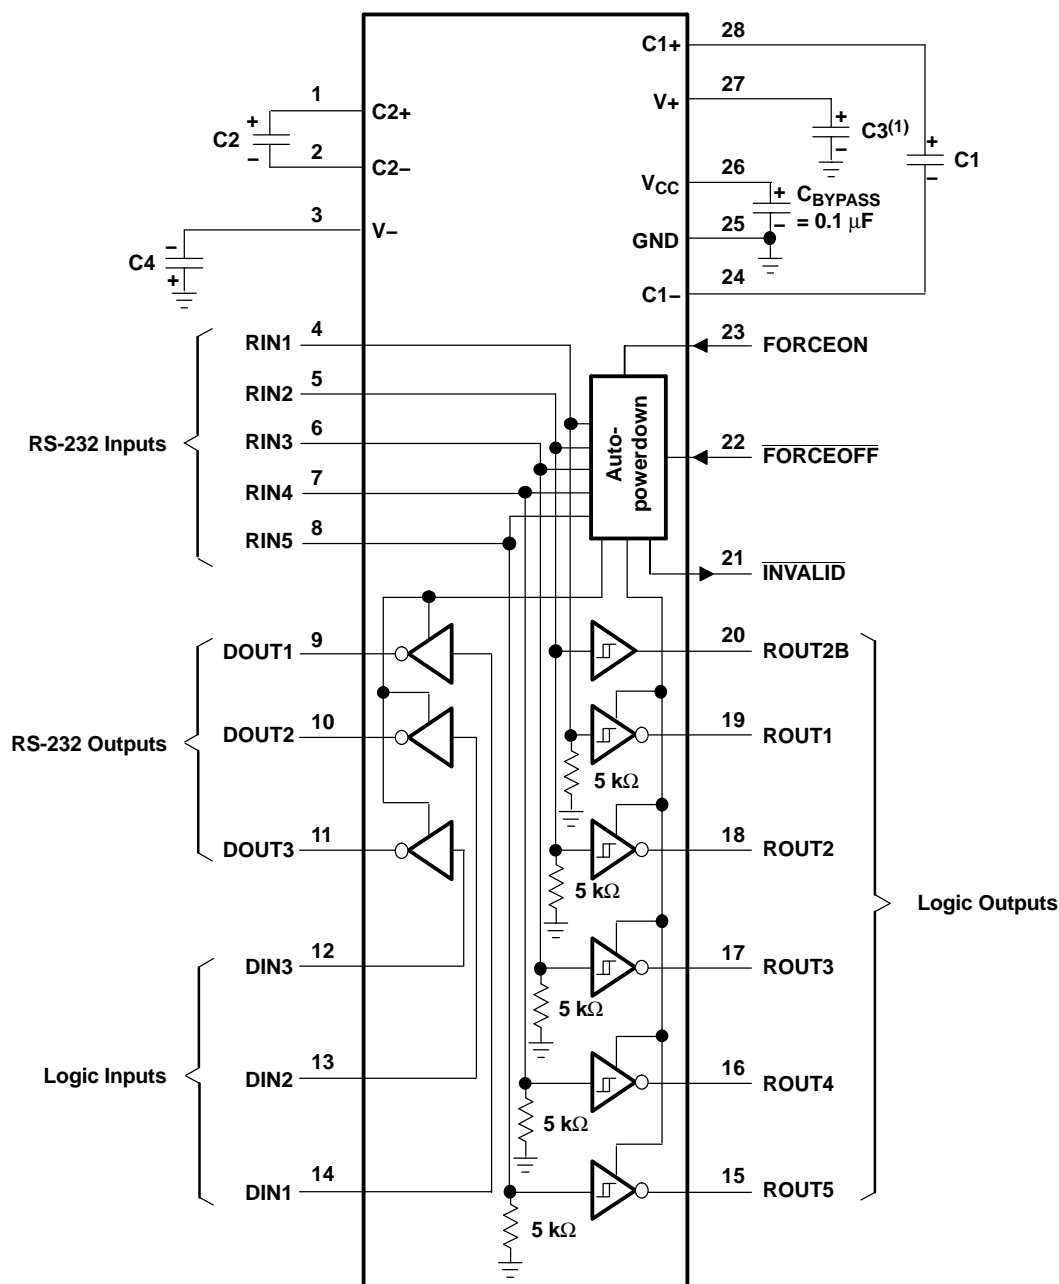 28
C1+
27
V+
+
C3(1)
−
+
C1
−
1
C2+
+
C2
−
2
C2−
26
VCC
+
CBYPASS
= 0.1 μF
−
3
V−
25
GND
−
C4
+
24
C1−
RS-232 Inputs
RIN1
4
RIN2
5
RIN3
6
RIN4
7
RIN5
8
23
FORCEON
Auto-
powerdown
22
FORCEOFF
21
INVALID
RS-232 Outputs
DOUT1
9
DOUT2
10
DOUT3
11
20
ROUT2B
19
ROUT1
5 kΩ
18
ROUT2
5 kΩ
Logic Outputs
17
ROUT3
5 kΩ
16
ROUT4
5 kΩ
15
ROUT5
5 kΩ
Logic Inputs
DIN3
12
DIN2
13
DIN1
14